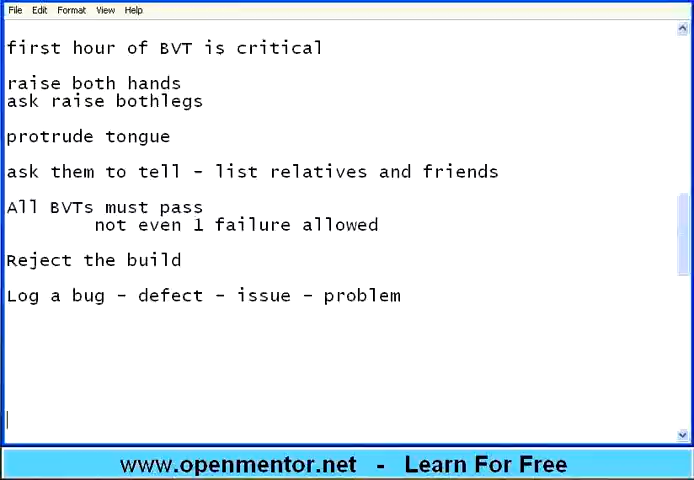 File Edit Format View Help
first hour of BVT is critical
raise both hands
ask raise bothlegs
protrude tongue
ask them to tell - list relatives and friends
All BVTs must pass
not even 1 failure allowed
Reject the build
Log a bug - defect - issue - problem
www.openmentor.net - Learn For Free